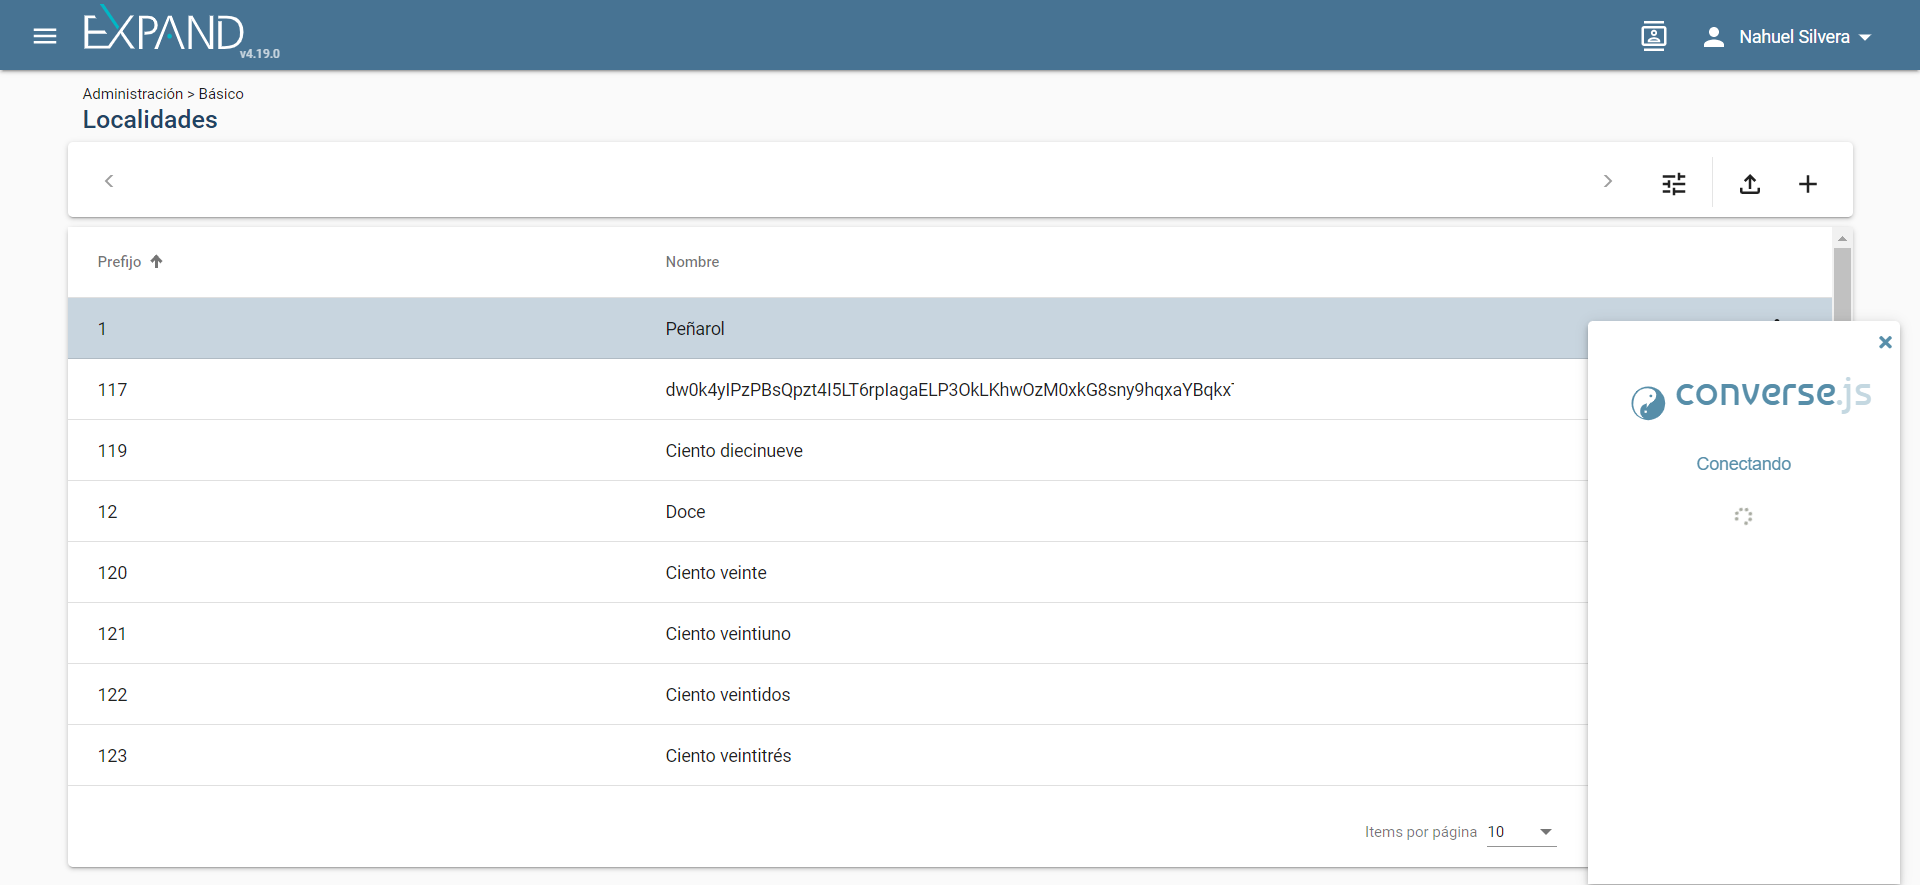 EXPAND
v4.19.0
Nahuel Silvera
Administración > Básico
Localidades
Prefijo Nombre
1 Peñarol
117 dw0k4yIPzPBsQpzt4I5LT6rpIagaELP3OkLKhwOzM0xkG8sny9hqxaYBqkx
119 Ciento diecinueve
12 Doce
120 Ciento veinte
121 Ciento veintiuno
122 Ciento veintidos
123 Ciento veintitrés
Items por página 10
converse.js
Conectando